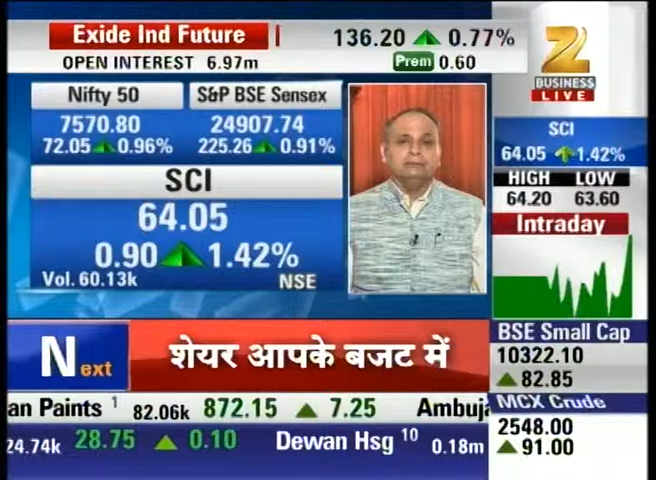 Exide Ind Future
136.20 ▲ 0.77%
OPEN INTEREST 6.97m
Prem 0.60
Z
BUSINESS
LIVE
Nifty 50
7570.80
72.05 ▲ 0.96%
S&P BSE Sensex
24907.74
225.26 ▲ 0.91%
SCI
64.05
0.90 ▲ 1.42%
Vol. 60.13k
NSE
SCI
64.05 ▲ 1.42%
HIGH LOW
64.20 63.60
Intraday
Next
शेयर आपके बजट में
BSE Small Cap
10322.10
▲ 82.85
MCX Crude
2548.00
▲ 91.00
an Paints 1 82.06k 872.15 ▲ 7.25 Ambuj
24.74k 28.75 ▲ 0.10 Dewan Hsg 10 0.18m